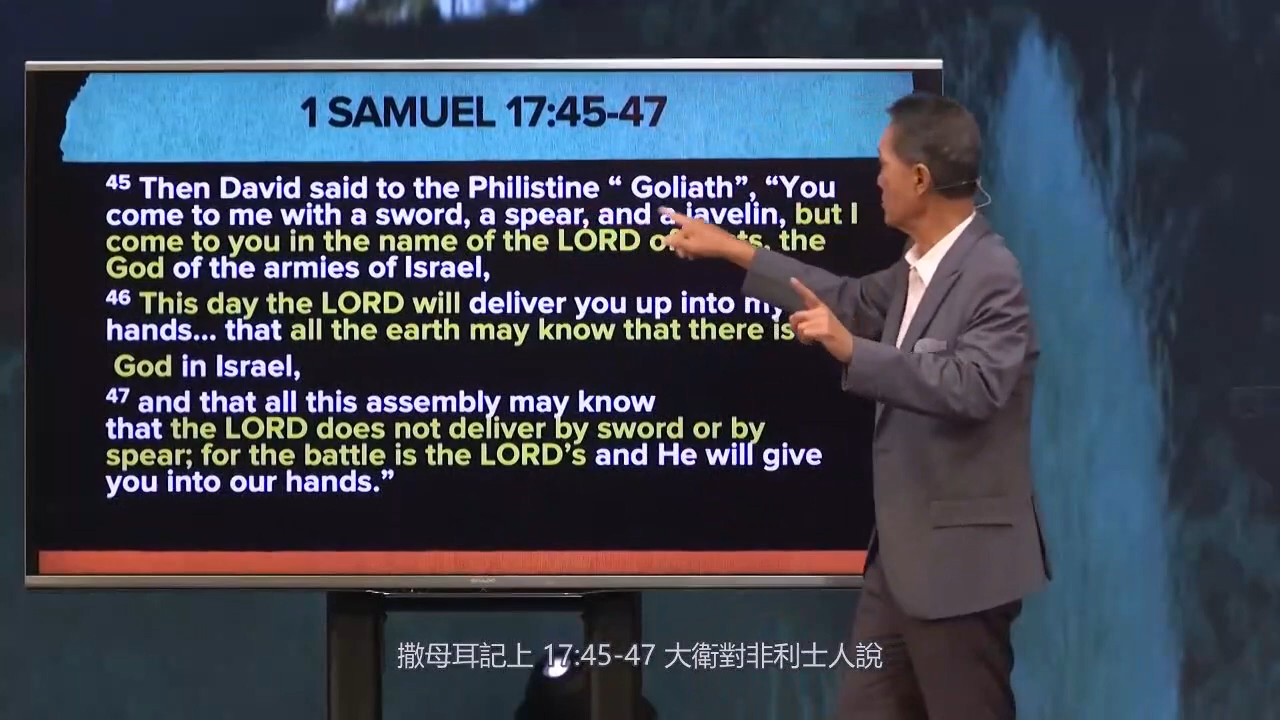 1 SAMUEL 17:45-47
45 Then David said to the Philistine “ Goliath”, “You
come to me with a sword, a spear, and a javelin, but I
come to you in the name of the LORD of the
God of the armies of Israel,
46 This day the LORD will deliver you up into my
hands... that all the earth may know that there is
God in Israel,
47 and that all this assembly may know
that the LORD does not deliver by sword or by
spear; for the battle is the LORD’s and He will give
you into our hands.”
撒母耳記上 17:45-47 大衛對非利士人說